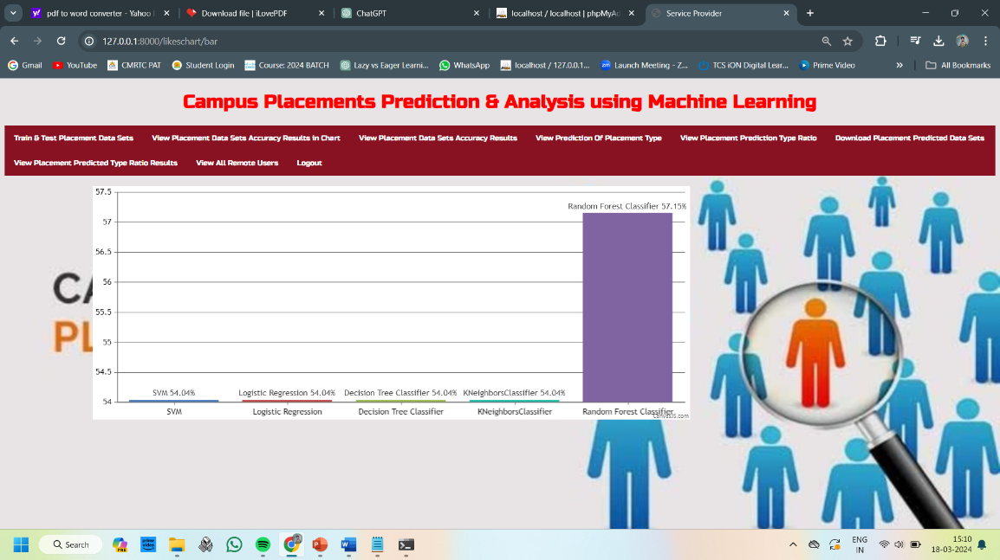 pdf to word converter - Yahoo
Download file | iLovePDF
ChatGPT
localhost / localhost | phpMyAd
Service Provider
127.0.0.1:8000/likeschart/bar
Gmail
YouTube
CMRTC PAT
Student Login
Course: 2024 BATCH
Lazy vs Eager Learni...
WhatsApp
localhost / 127.0.0.1...
Launch Meeting - Z...
TCS iON Digital Lear...
Prime Video
»
All Bookmarks
Campus Placements Prediction & Analysis using Machine Learning
Train & Test Placement Data Sets
View Placement Data Sets Accuracy Results in Chart
View Placement Data Sets Accuracy Results
View Prediction Of Placement Type
View Placement Prediction Type Ratio
Download Placement Predicted Data Sets
View Placement Predicted Type Ratio Results
View All Remote Users
Logout
CA
PL
57.5
57
56.5
56
55.5
55
54.5
54
SVM 54.04%
Logistic Regression 54.04%
Decision Tree Classifier 54.04%
KNeighborsClassifier 54.04%
Random Forest Classifier 57.15%
SVM
Logistic Regression
Decision Tree Classifier
KNeighborsClassifier
Random Forest Classifier
CanvasJS.com
Search
ENG
IN
15:10
18-03-2024